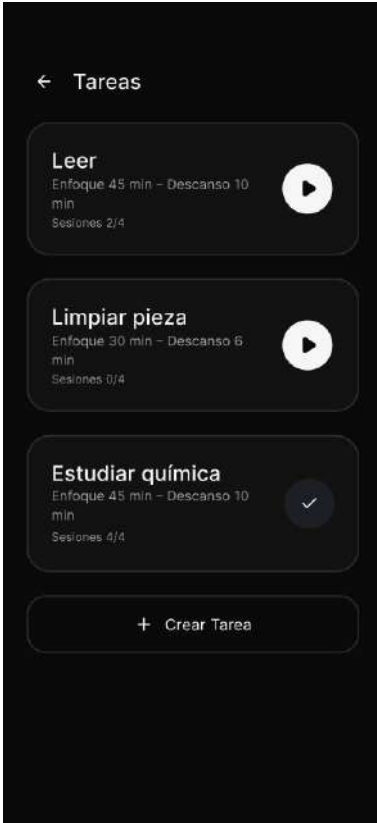 Tareas
Leer
Enfoque 45 min – Descanso 10
min
Sesiones 2/4
Limpiar pieza
Enfoque 30 min – Descanso 6
min
Sesiones 0/4
Estudiar química
Enfoque 45 min – Descanso 10
min
Sesiones 4/4
+ Crear Tarea